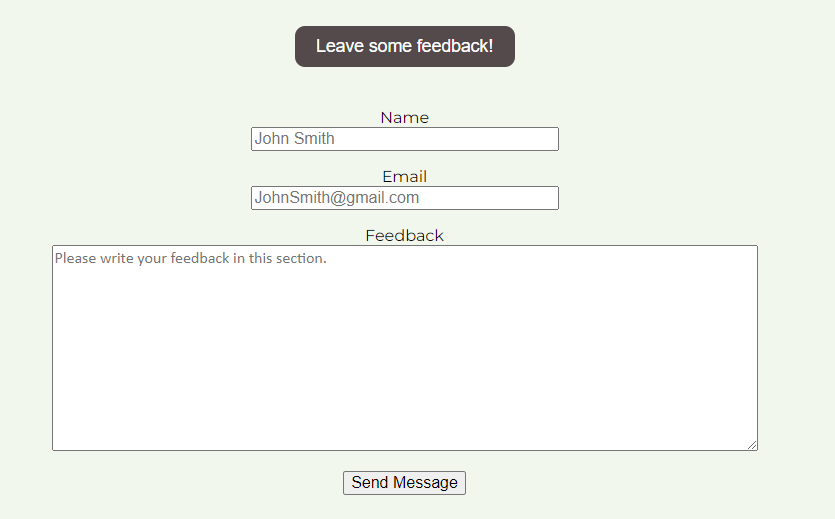 Leave some feedback!
Name
John Smith
Email
JohnSmith@gmail.com
Feedback
Please write your feedback in this section.
Send Message